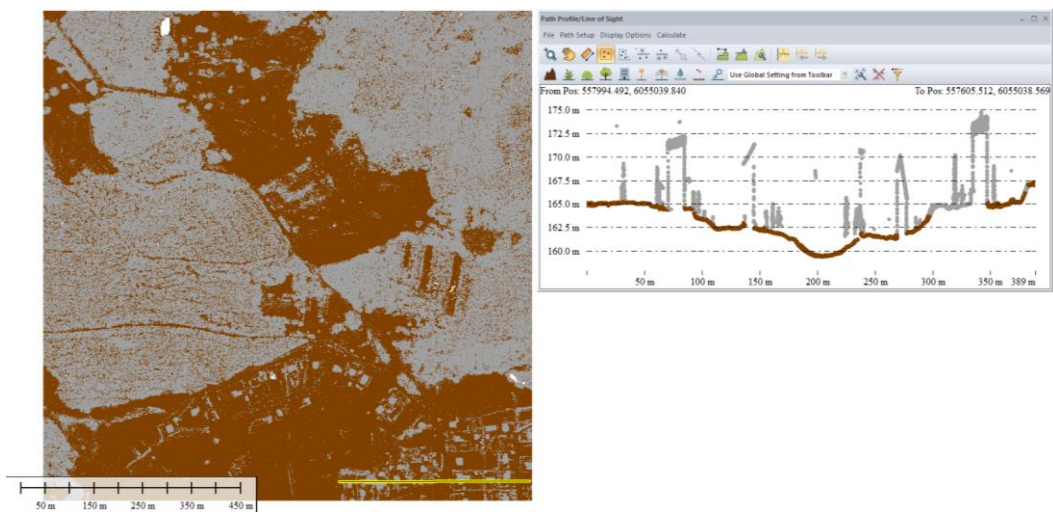 Path Profile/Line of Sight
File Path Setup Display Options Calculate
Use Global Setting from Toolbar
From Pos: 557994.492, 6055039.840 To Pos: 557605.512, 6055038.569
175.0 m
172.5 m
170.0 m
167.5 m
165.0 m
162.5 m
160.0 m
50 m 100 m 150 m 200 m 250 m 300 m 350 m 389 m
50 m 150 m 250 m 350 m 450 m